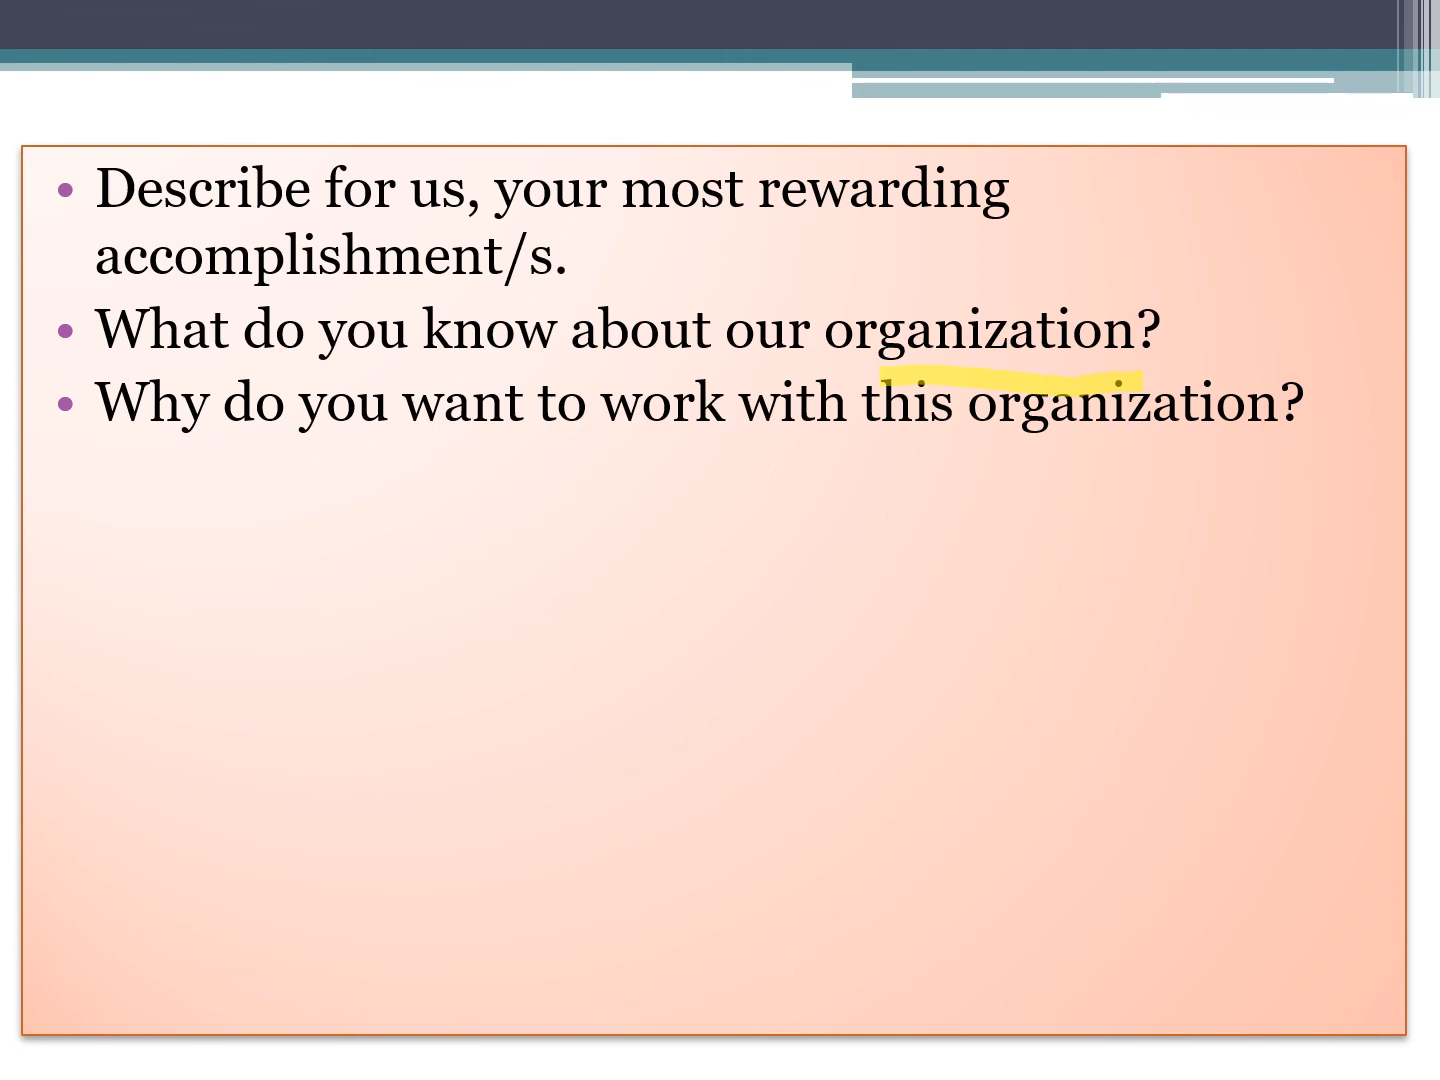 • Describe for us, your most rewarding
accomplishment/s.
• What do you know about our organization?
• Why do you want to work with this organization?